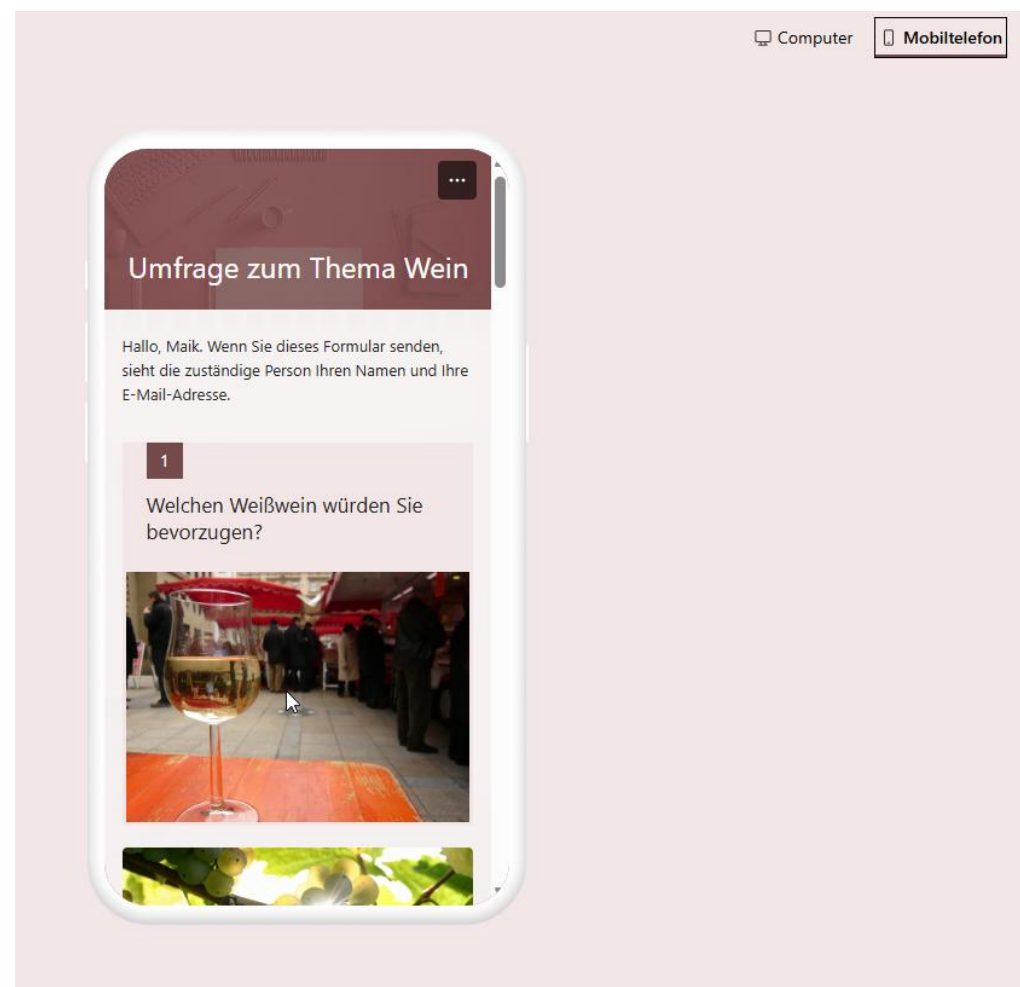 Computer
Mobiltelefon
...
Umfrage zum Thema Wein
Hallo, Maik. Wenn Sie dieses Formular senden,
sieht die zuständige Person Ihren Namen und Ihre
E-Mail-Adresse.
1
Welchen Weißwein würden Sie
bevorzugen?